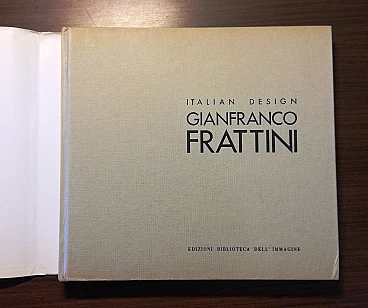 ITALIAN DESIGN
GIANFRANCO
FRATTINI
EDIZIONI BIBLIOTECA DELL'IMMAGINE